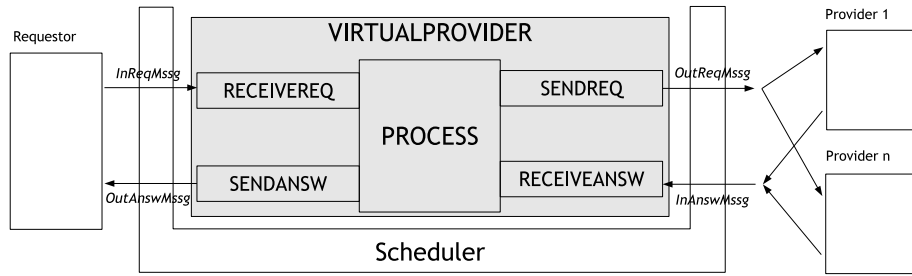 Provider 1
VIRTUALPROVIDER
Requestor
InReqMssg
OutReqMssg
RECEIVEREQ
SENDREQ
PROCESS
Provider n
SENDANSW
RECEIVEANSW
OutAnswMssg
InAnswMssg
Scheduler